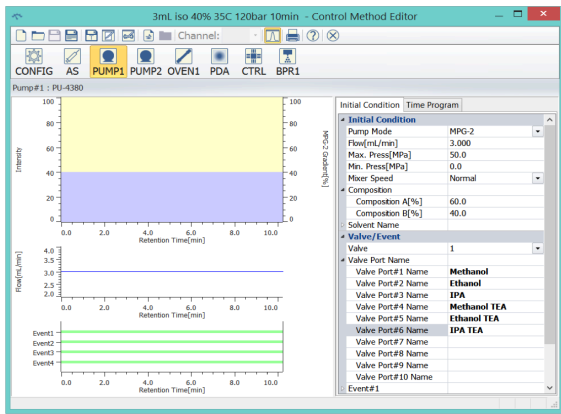 3mL iso 40% 35C 120bar 10min - Control Method Editor
Channel:
CONFIG AS PUMP1 PUMP2 OVEN1 PDA CTRL BPR1
Pump#1 : PU-4380
100
80
60
40
20
0
Intensity
100
80
60
40
20
0
MPG-2 Gradient[%]
0.0 2.0 4.0 6.0 8.0 10.0
Retention Time[min]
4.0
3.5
3.0
2.5
2.0
Flow[mL/min]
0.0 2.0 4.0 6.0 8.0 10.0
Retention Time[min]
Event1
Event2
Event3
Event4
0.0 2.0 4.0 6.0 8.0 10.0
Retention Time[min]
Initial Condition Time Program
Initial Condition
Pump Mode MPG-2
Flow[mL/min] 3.000
Max. Press[MPa] 50.0
Min. Press[MPa] 0.0
Mixer Speed Normal
Composition
Composition A[%] 60.0
Composition B[%] 40.0
Solvent Name
Valve/Event
Valve 1
Valve Port Name
Valve Port#1 Name Methanol
Valve Port#2 Name Ethanol
Valve Port#3 Name IPA
Valve Port#4 Name Methanol TEA
Valve Port#5 Name Ethanol TEA
Valve Port#6 Name IPA TEA
Valve Port#7 Name
Valve Port#8 Name
Valve Port#9 Name
Valve Port#10 Name
Event#1